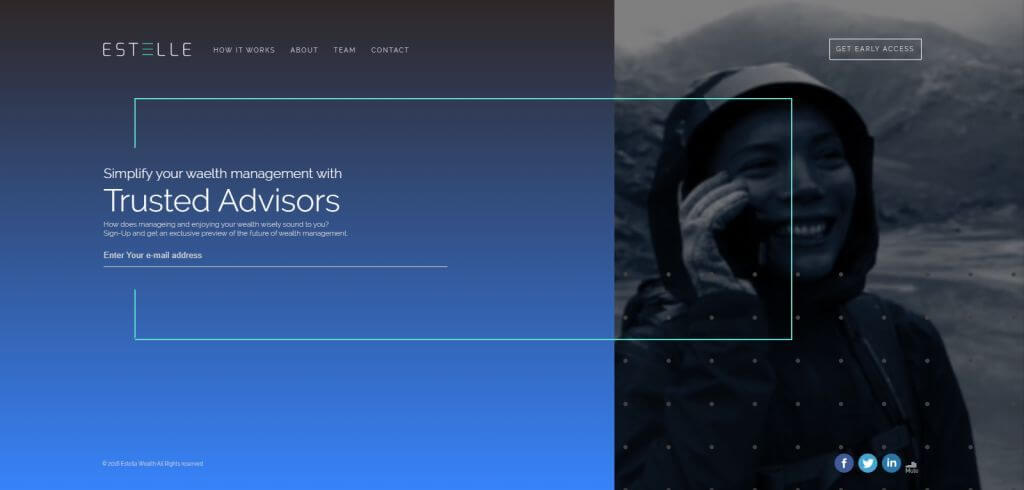 ESTELLE
HOW IT WORKS
ABOUT
TEAM
CONTACT
GET EARLY ACCESS
Simplify your waelth management with
Trusted Advisors
How does manageing and enjoying your wealth wisely sound to you?
Sign-Up and get an exclusive preview of the future of wealth management.
Enter Your e-mail address
© 2018 Estella Wealth All Rights reserved
f
in
Mute